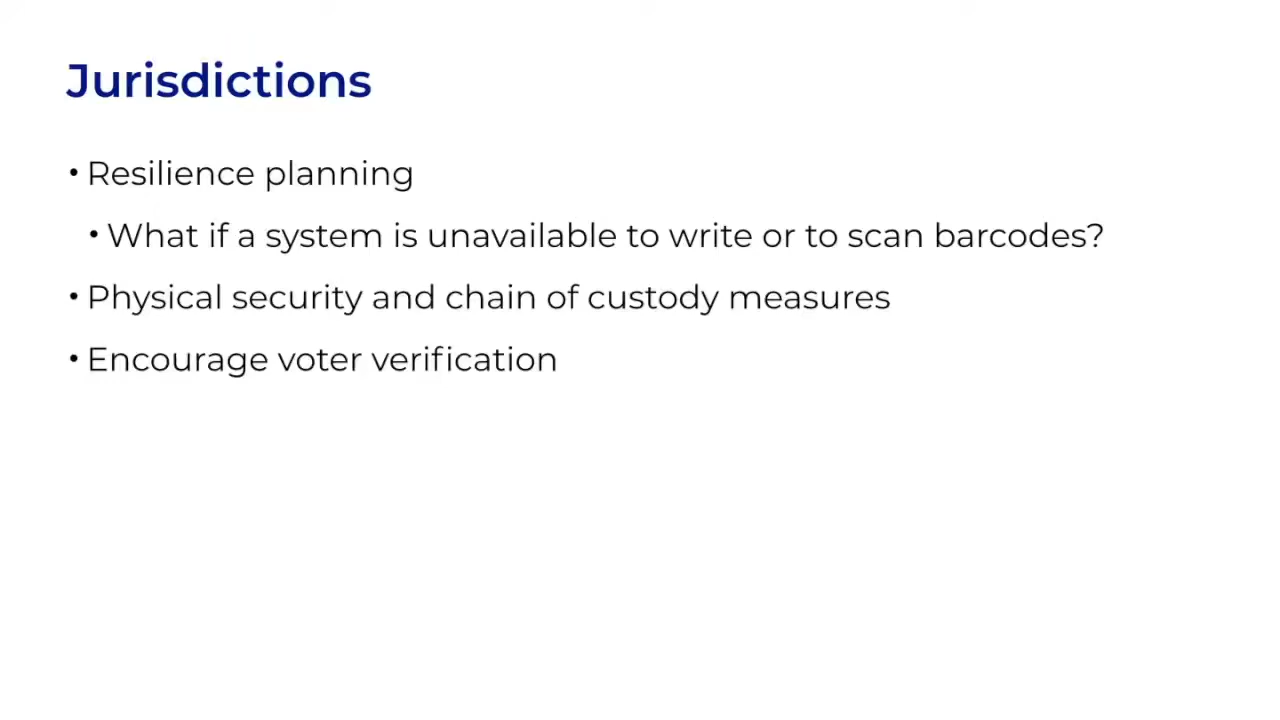 Jurisdictions
• Resilience planning
• What if a system is unavailable to write or to scan barcodes?
• Physical security and chain of custody measures
• Encourage voter verification